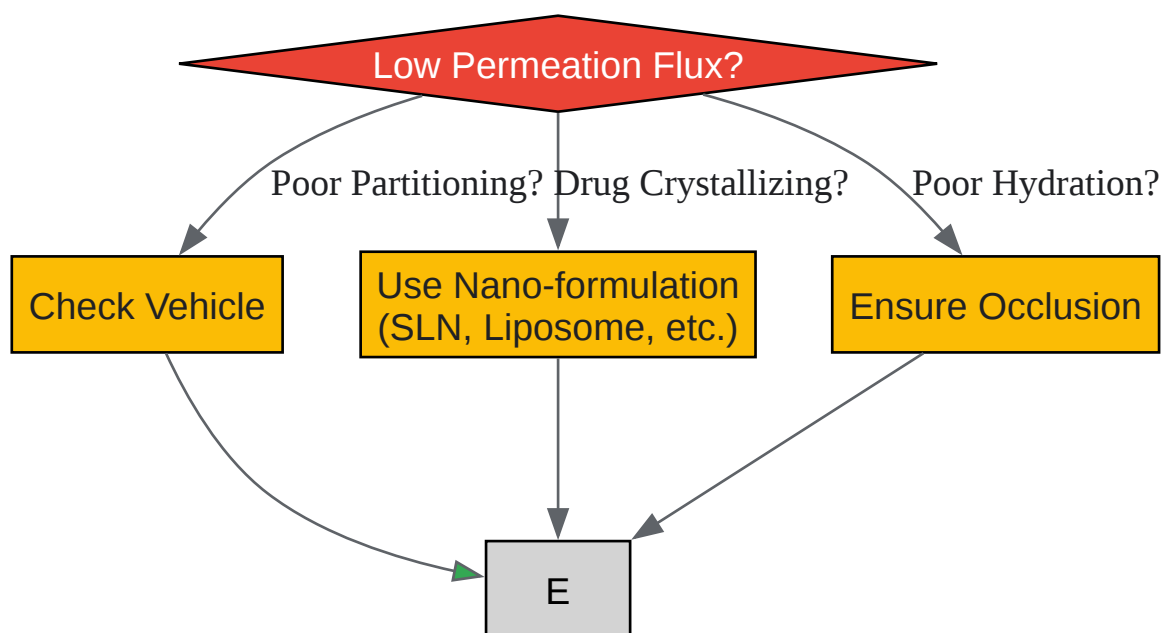 Low Permeation Flux?
Poor Partitioning?
Drug Crystallizing?
Poor Hydration?
Check Vehicle
Use Nano-formulation
(SLN, Liposome, etc.)
Ensure Occlusion
E